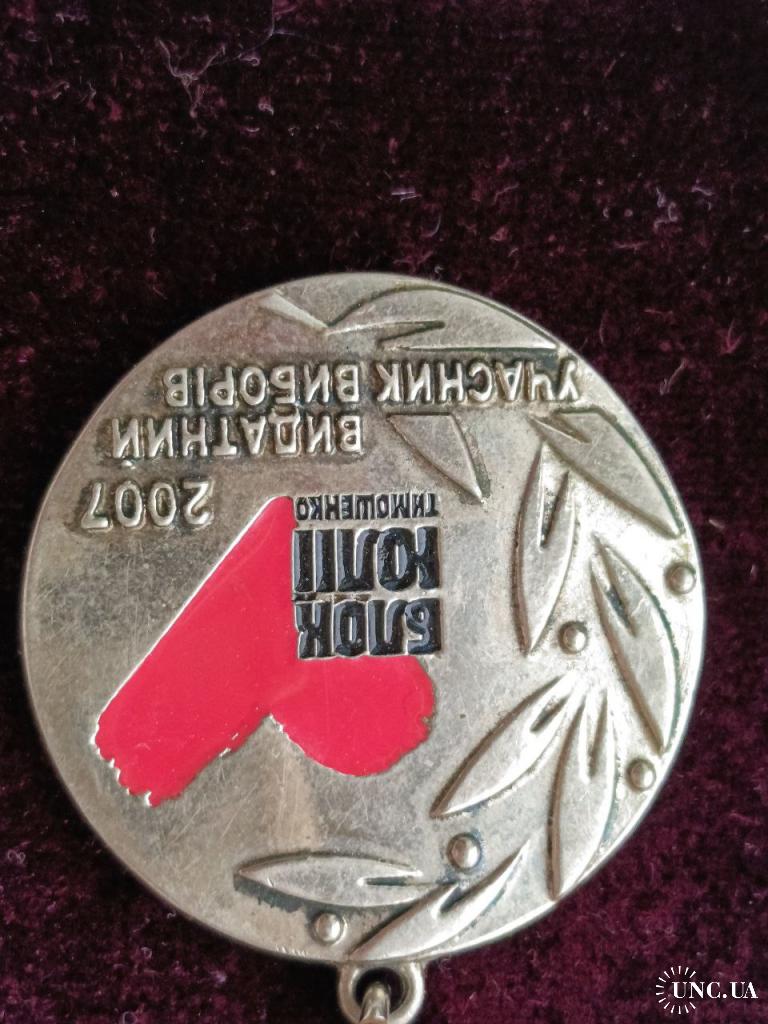 БЛОК
ЮЛІЇ
ТИМОШЕНКО
2007
ВИДАТНИЙ
УЧАСНИК ВИБОРІВ
UNC.UA